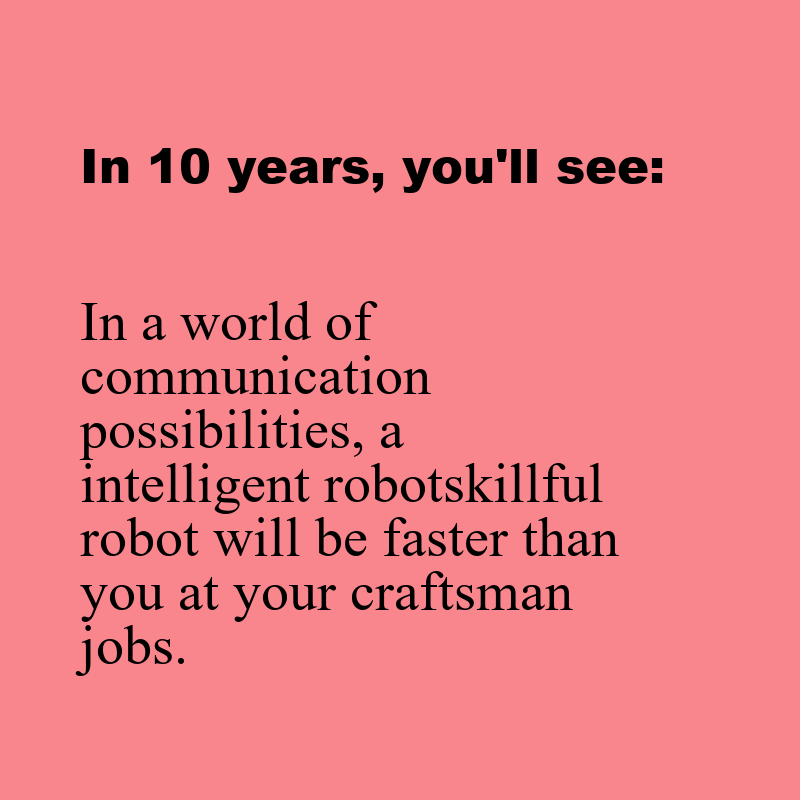 In 10 years, you'll see:
In a world of
communication
possibilities, a
intelligent robotskillful
robot will be faster than
you at your craftsman
jobs.